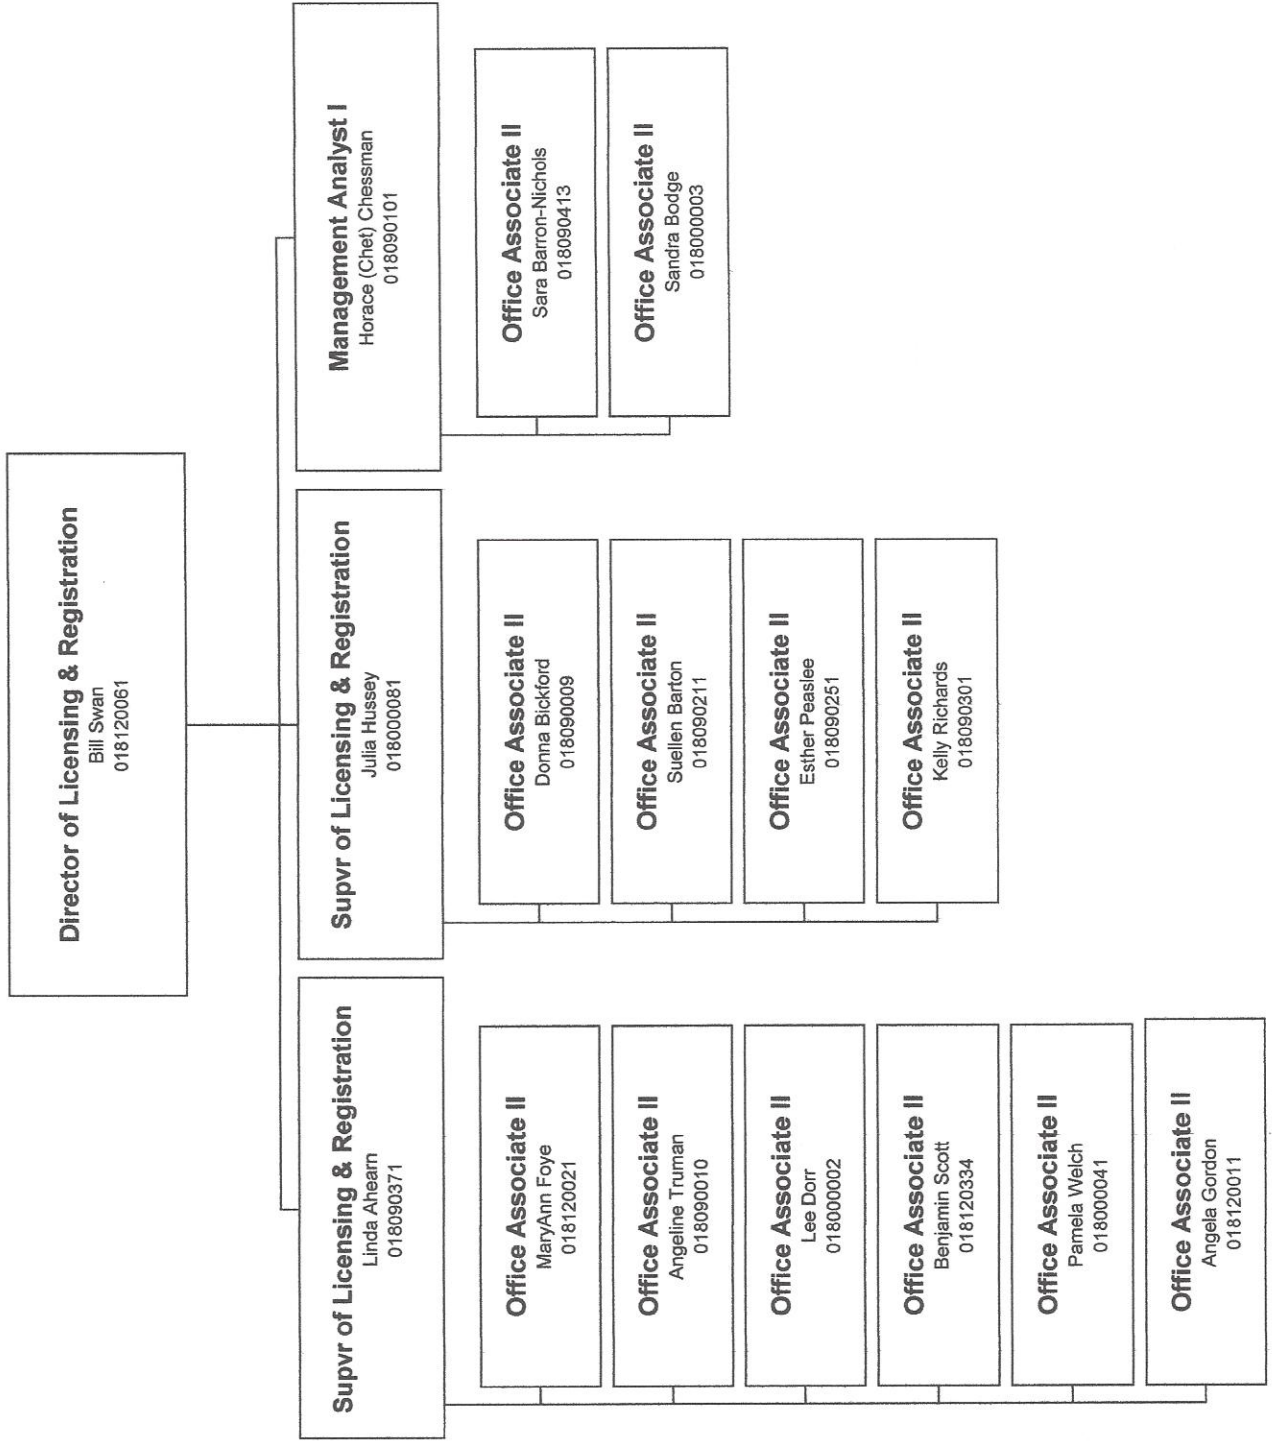 Director of Licensing & Registration
Bill Swan
018120061
Supvr of Licensing & Registration
Linda Ahearn
018090371
Office Associate II
MaryAnn Foye
018120021
Office Associate II
Angeline Truman
018090010
Office Associate II
Lee Dorr
018000002
Office Associate II
Benjamin Scott
018120334
Office Associate II
Pamela Welch
018000041
Office Associate II
Angela Gordon
018120011
Supvr of Licensing & Registration
Julia Hussey
018000081
Office Associate II
Donna Bickford
018090009
Office Associate II
Suellen Barton
018090211
Office Associate II
Esther Peaslee
018090251
Office Associate II
Kelly Richards
018090301
Management Analyst I
Horace (Chet) Chessman
018090101
Office Associate II
Sara Barron-Nichols
018090413
Office Associate II
Sandra Bodge
018000003